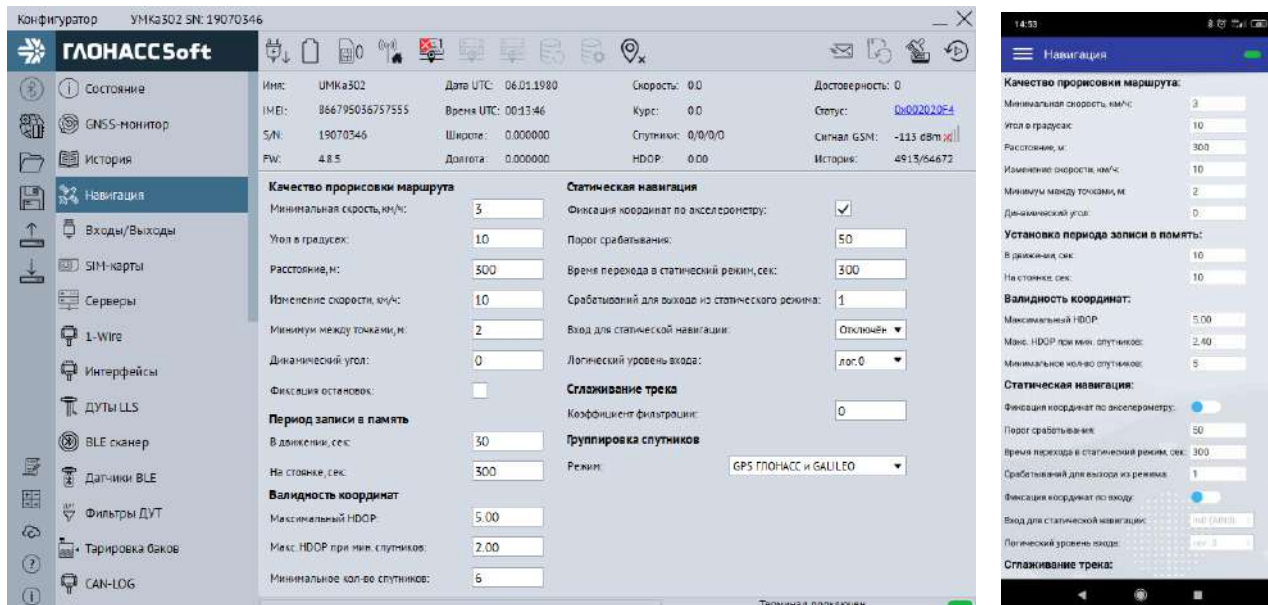 Конфигуратор УМКа302 SN: 19070346
ГЛОНАССSoft
Состояние
GNSS-монитор
История
Навигация
Входы/Выходы
SIM-карты
Серверы
1-Wire
Интерфейсы
ДУТы LLS
BLE сканер
Датчики BLE
Фильтры ДУТ
Тарировка баков
CAN-LOG
Имя: УМКа302 Дата UTC: 06.01.1980 Скорость: 0.0 Достоверность: 0
IMEI: 866795036757555 Время UTC: 00:13:46 Курс: 0.0 Статус: 0x002020F4
S/N: 19070346 Широта: 0.000000 Спутники: 0/0/0/0 Сигнал GSM: -113 dBm
FW: 4.8.5 Долгота: 0.000000 HDOP: 0.00 История: 4913/64672
Качество прорисовки маршрута
Минимальная скрость, км/ч: 3
Угол в градусах: 10
Расстояние, м: 300
Изменение скорости, км/ч: 10
Минимум между точками, м: 2
Динамический угол: 0
Фиксация остановок:
Период записи в память
В движении, сек: 30
На стоянке, сек: 300
Валидность координат
Максимальный HDOP: 5.00
Макс. HDOP при мин. спутников: 2.00
Минимальное кол-во спутников: 6
Статическая навигация
Фиксация координат по акселерометру:
Порог срабатывания: 50
Время перехода в статический режим, сек: 300
Срабатываний для выхода из статического режима: 1
Вход для статической навигации: Отключён
Логический уровень входа: лог.0
Сглаживание трека
Коэффициент фильтрации: 0
Группировка спутников
Режим: GPS ГЛОНАСС и GALILEO
Терминал подключен
14:53
Навигация
Качество прорисовки маршрута:
Минимальная скорость, км/ч: 3
Угол в градусах: 10
Расстояние, м: 300
Изменение скорости, км/ч: 10
Минимум между точками, м: 2
Динамический угол: 0
Установка периода записи в память:
В движении, сек: 10
На стоянке, сек: 10
Валидность координат:
Максимальный HDOP: 5.00
Макс. HDOP при мин. спутников: 2.40
Минимальное кол-во спутников: 5
Статическая навигация:
Фиксация координат по акселерометру:
Порог срабатывания: 50
Время перехода в статический режим, сек: 300
Срабатываний для выхода из режима: 1
Фиксация координат по входу:
Вход для статической навигации:
Логический уровень входа:
Сглаживание трека: